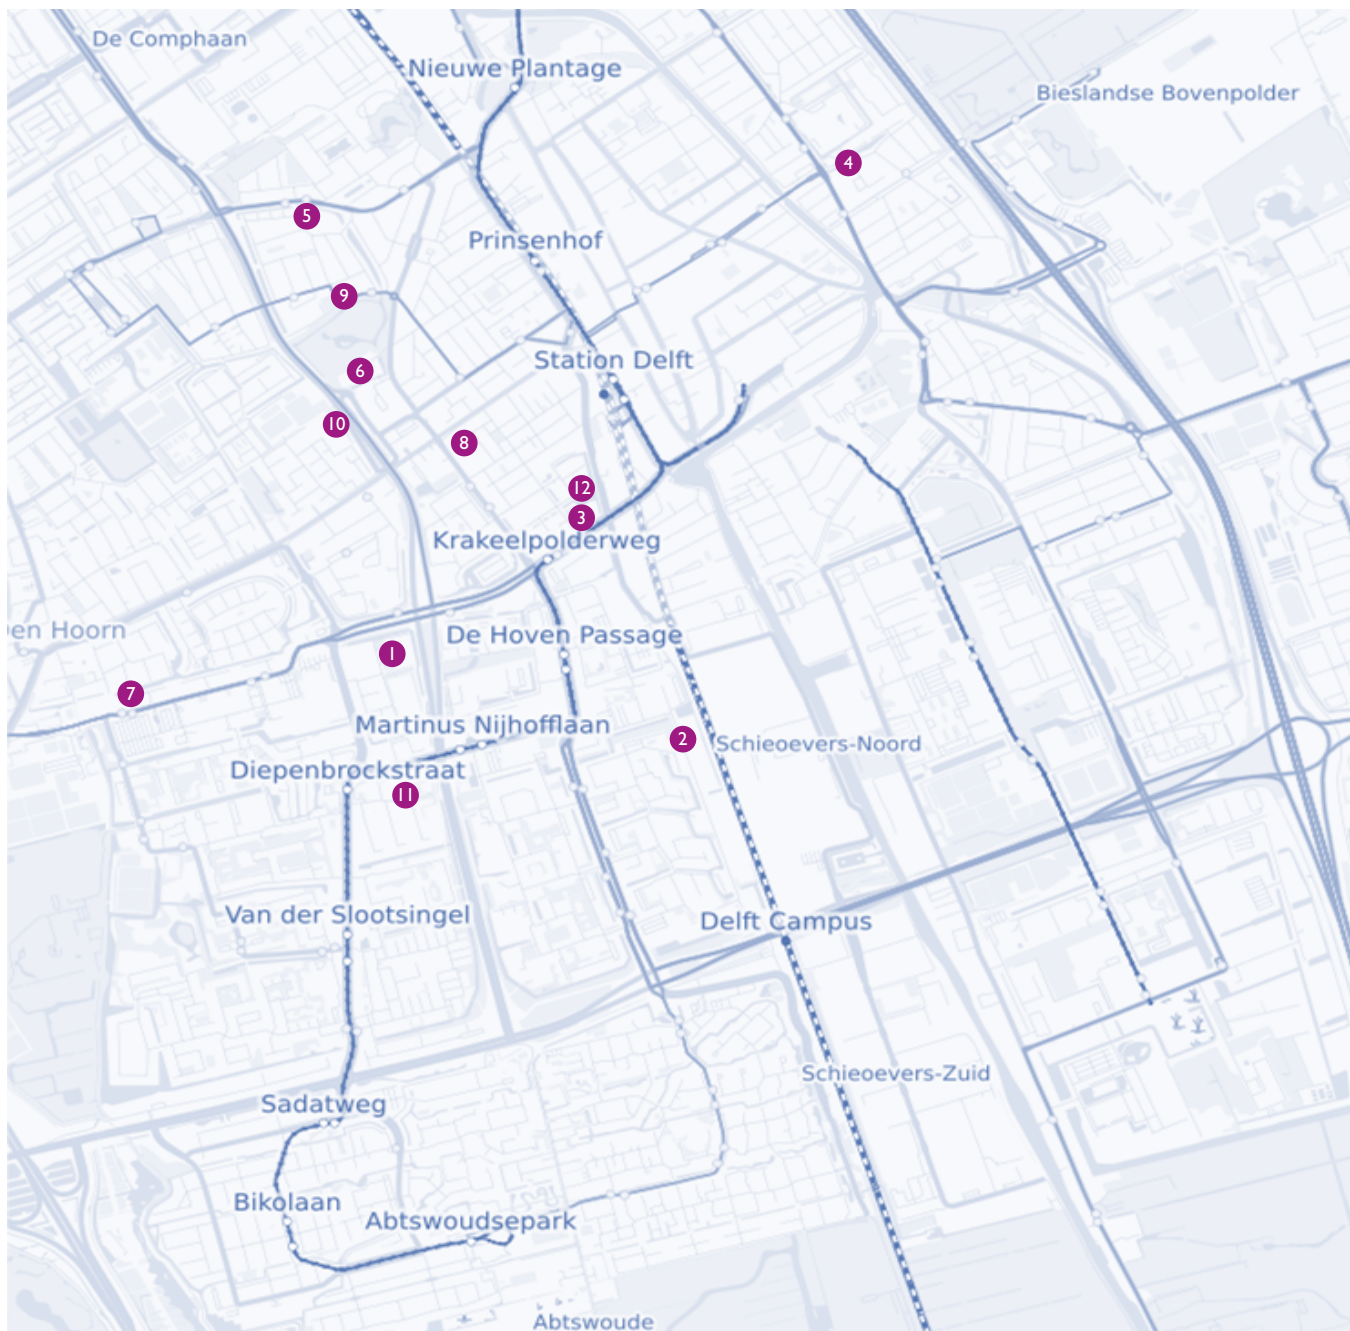 De Comphaan
Nieuwe Plantage
Bieslandse Bovenpolder
4
5
Prinsenhof
9
Station Delft
6
10
8
12
3
Krakeelpolderweg
en Hoorn
De Hoven Passage
1
7
Martinus Nijhofflaan
2
Schieoevers-Noord
Diepenbrockstraat
11
Van der Slootsingel
Delft Campus
Schieoevers-Zuid
Sadatweg
Bikolaan
Abtswoudsepark
Abtswoude